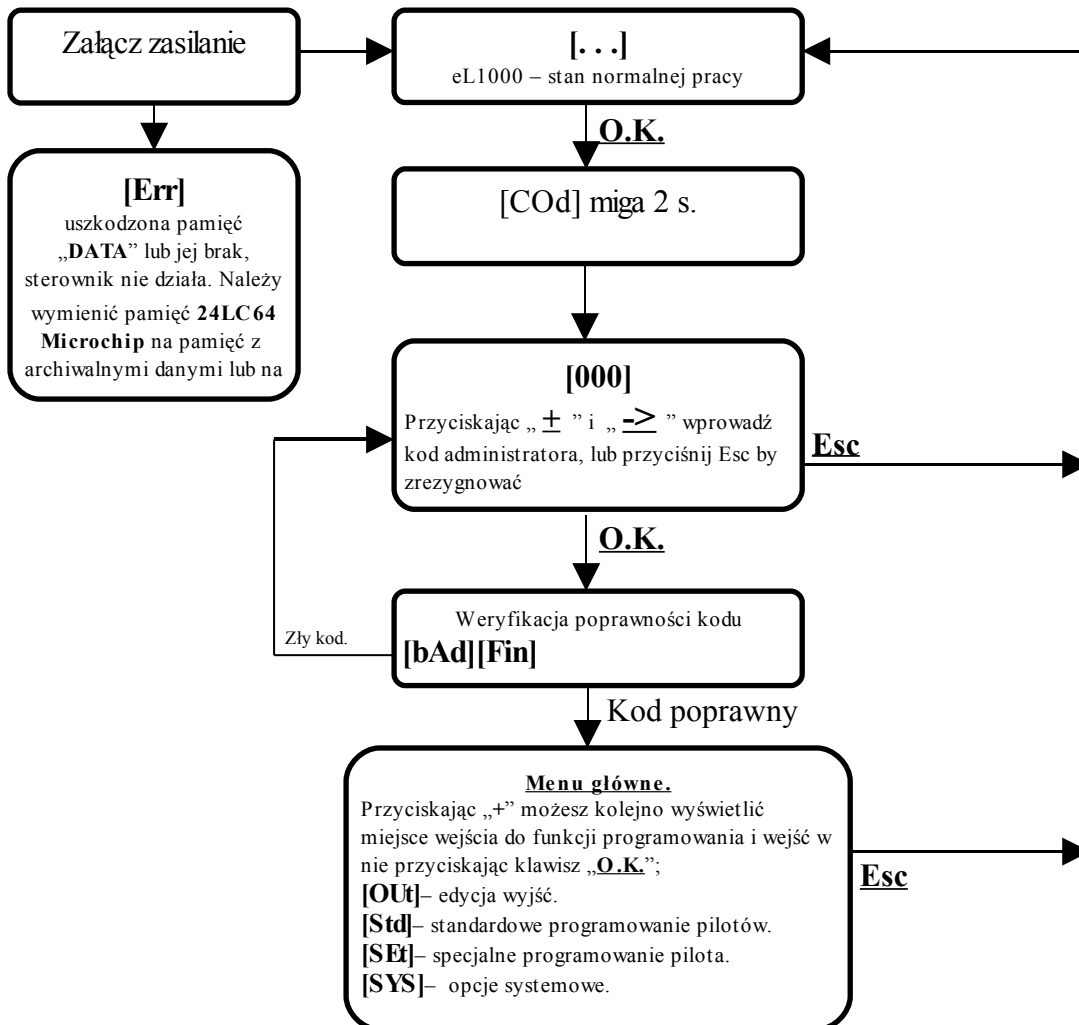 Załącz zasilanie
[. . .]
eL1000 – stan normalnej pracy
O.K.
[Err]
uszkodzona pamięć
„DATA” lub jej brak,
sterownik nie działa. Należy
wymienić pamięć 24LC64
Microchip na pamięć z
archiwalnymi danymi lub na
[COd] miga 2 s.
[000]
Przyciskając „ + ” i „ -> ” wprowadź
kod administratora, lub przyciśnij Esc by
zrezygnować
Esc
O.K.
Weryfikacja poprawności kodu
[bAd][Fin]
Zły kod.
Kod poprawny
Menu główne.
Przyciskając „+” możesz kolejno wyświetlić
miejsce wejścia do funkcji programowania i wejść w
nie przyciskając klawisz „O.K.”;
[OUt]– edycja wyjść.
[Std]– standardowe programowanie pilotów.
[SEt]– specjalne programowanie pilota.
[SYS]– opcje systemowe.
Esc